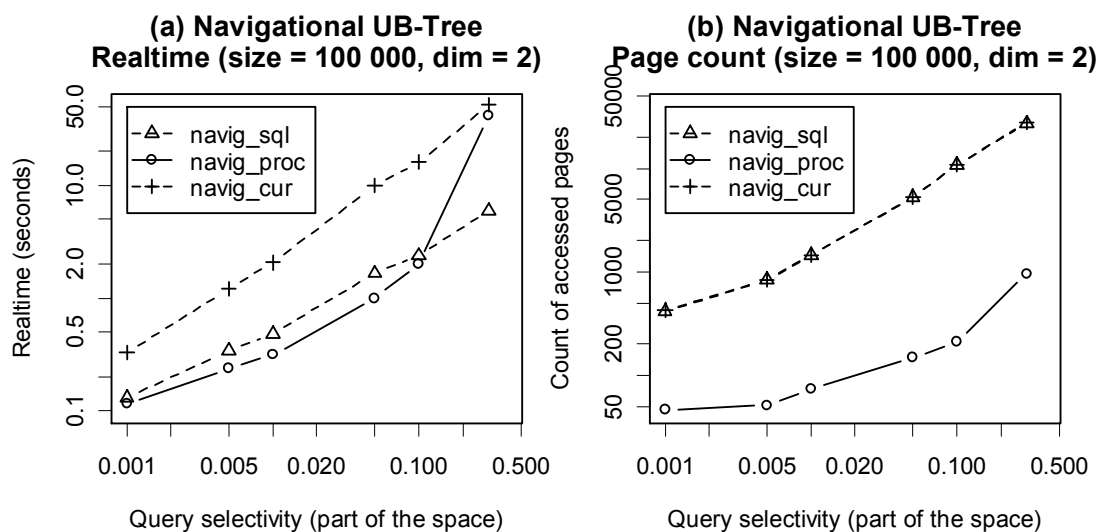 (a) Navigational UB-Tree
Realtime (size = 100 000, dim = 2)
50.0
10.0
2.0
0.5
0.1
Realtime (seconds)
navig_sql
navig_proc
navig_cur
0.001
0.005
0.020
0.100
0.500
Query selectivity (part of the space)
(b) Navigational UB-Tree
Page count (size = 100 000, dim = 2)
50000
5000
1000
200
50
Count of accessed pages
navig_sql
navig_proc
navig_cur
0.001
0.005
0.020
0.100
0.500
Query selectivity (part of the space)